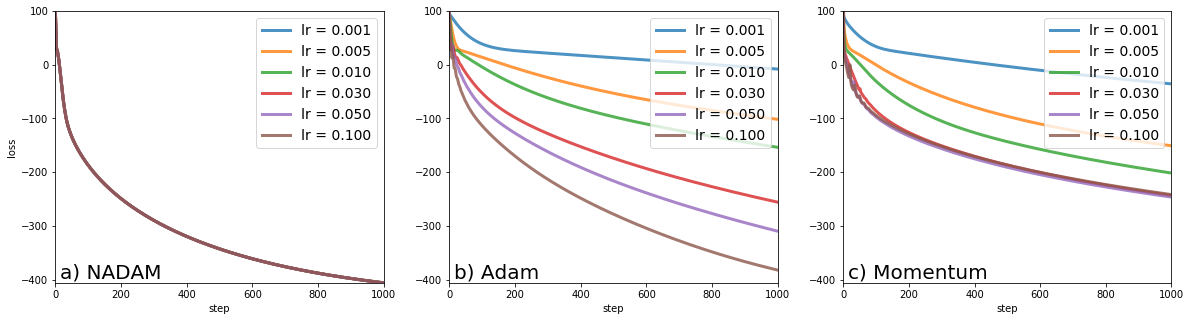 loss
100
0
−100
−200
−300
−400
lr = 0.001
lr = 0.005
lr = 0.010
lr = 0.030
lr = 0.050
lr = 0.100
a) NADAM
0
200
400
600
800
1000
step
100
0
−100
−200
−300
−400
lr = 0.001
lr = 0.005
lr = 0.010
lr = 0.030
lr = 0.050
lr = 0.100
b) Adam
0
200
400
600
800
1000
step
100
0
−100
−200
−300
−400
lr = 0.001
lr = 0.005
lr = 0.010
lr = 0.030
lr = 0.050
lr = 0.100
c) Momentum
0
200
400
600
800
1000
step